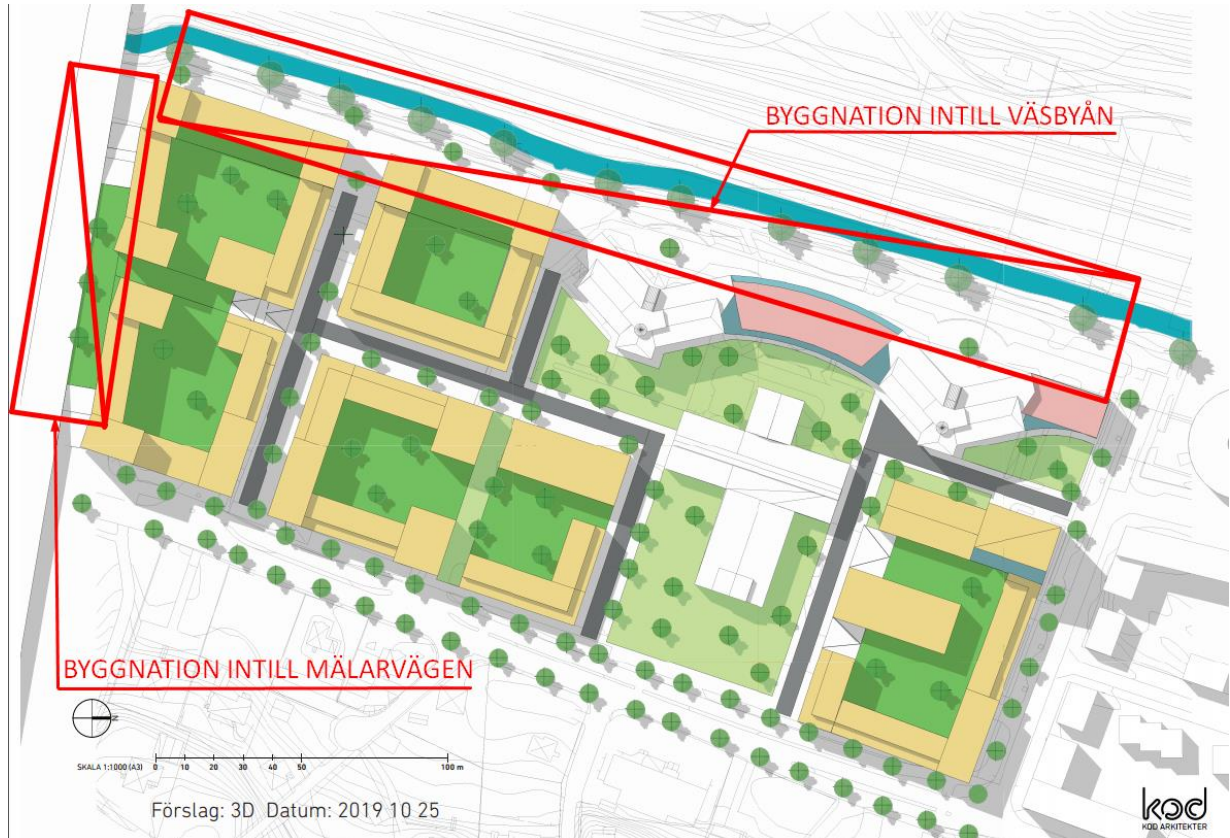 BYGGNATION INTILL VÄSBYÅN
BYGGNATION INTILL MÄLARVÄGEN
N
SKALA 1:1000 (A3) 0 10 20 30 40 50 100 m
Förslag: 3D Datum: 2019 10 25
kod
KOD ARKITEKTER